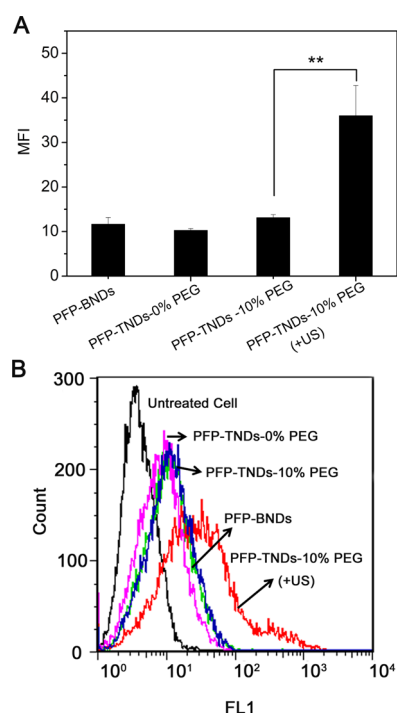 A
**
60
50
40
30
20
10
0
MFI
PFP-BNDs
PFP-TNDs-0% PEG
PFP-TNDs -10% PEG
PFP-TNDs-10% PEG
(+US)
B
300
200
100
0
Count
Untreated Cell
PFP-TNDs-0% PEG
PFP-TNDs-10% PEG
PFP-BNDs
PFP-TNDs-10% PEG
(+US)
10⁰ 10¹ 10² 10³ 10⁴
FL1